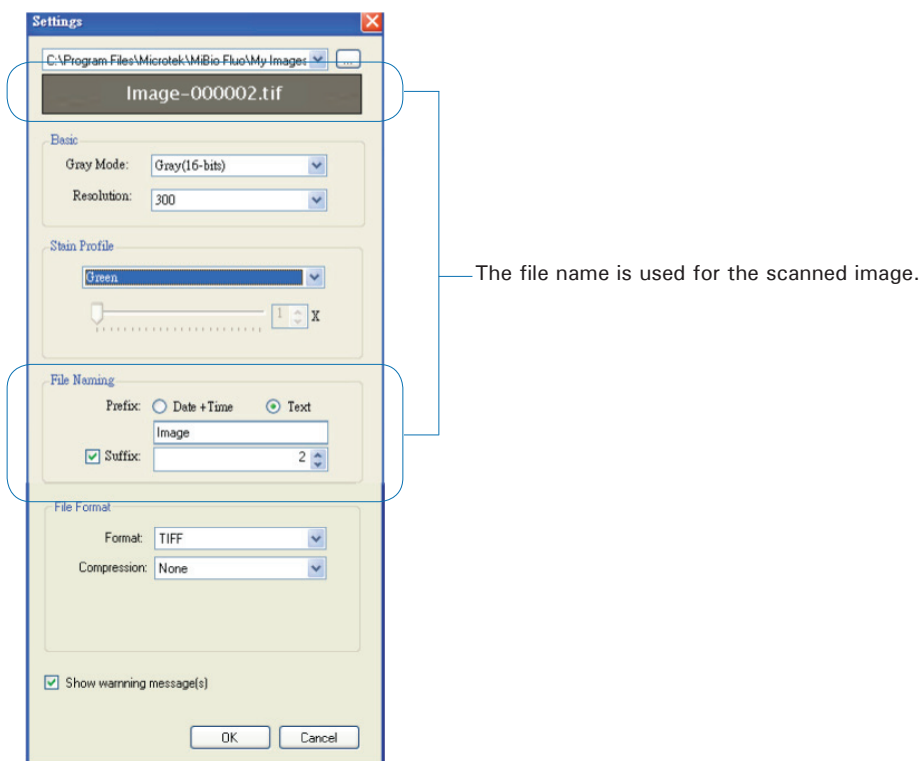 Settings
C:\Program Files\Microtek\MiBio Fluo\My Images
...
Image-000002.tif
Basic
Gray Mode: Gray(16-bits)
Resolution: 300
Stain Profile
Green
1 X
The file name is used for the scanned image.
File Naming
Prefix: Date +Time Text
Image
Suffix: 2
File Format
Format: TIFF
Compression: None
Show warnning message(s)
OK Cancel